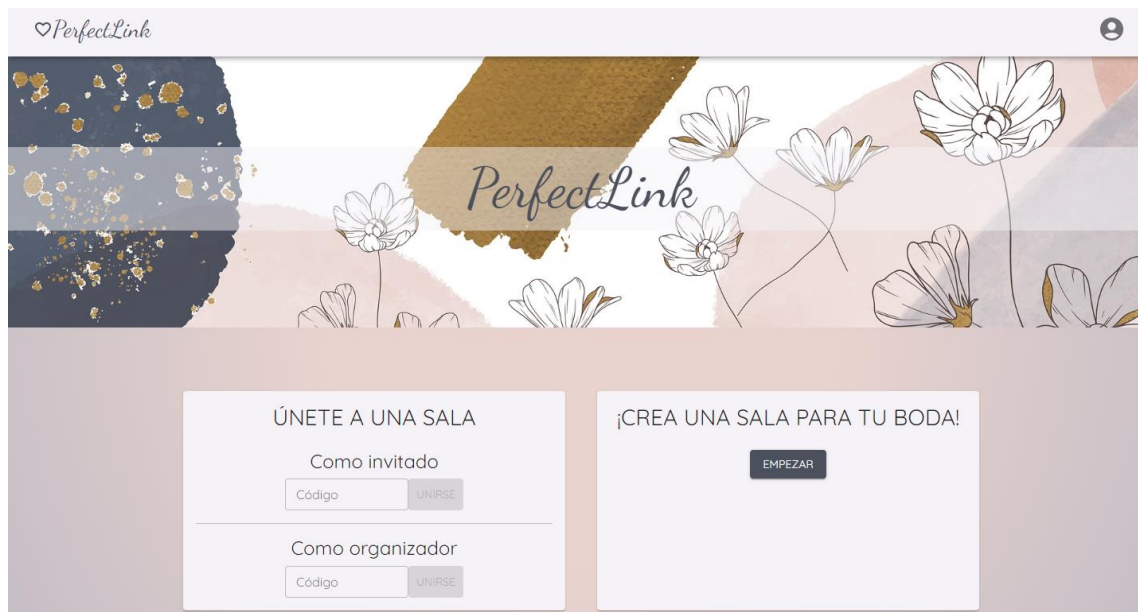 PerfectLink
PerfectLink
ÚNETE A UNA SALA
Como invitado
Código UNIRSE
Como organizador
Código UNIRSE
¡CREA UNA SALA PARA TU BODA!
EMPEZAR